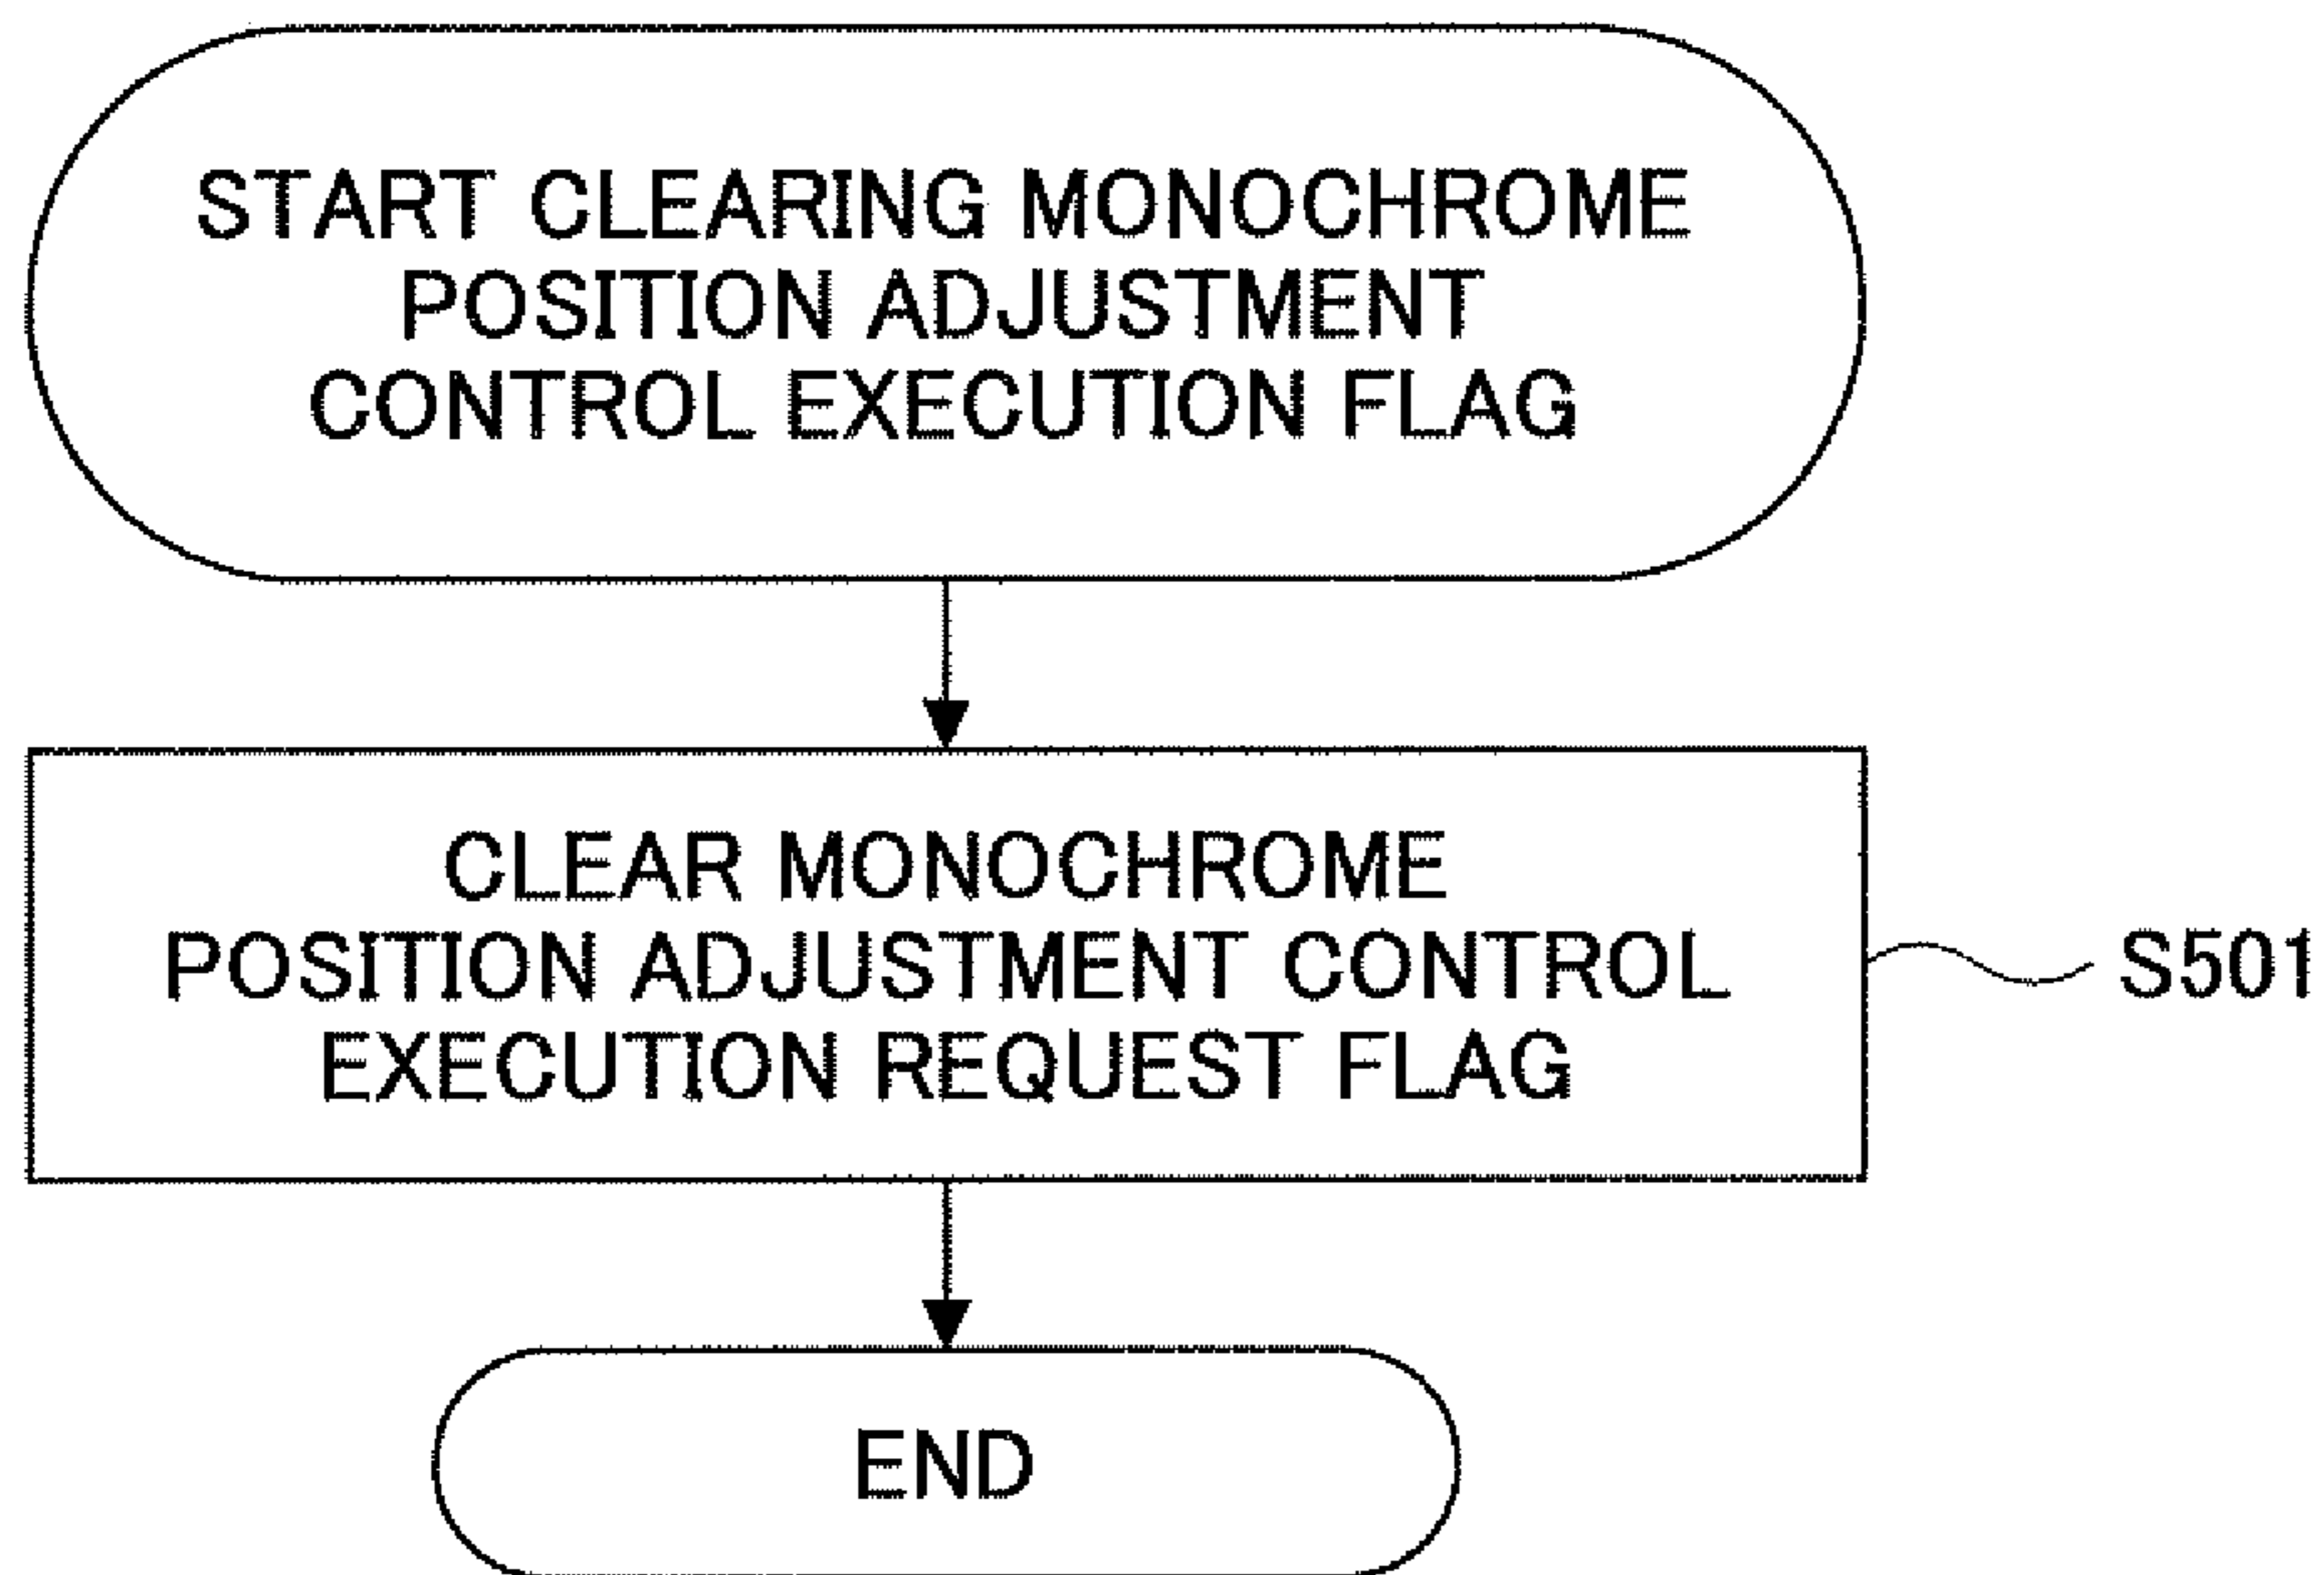 START CLEARING MONOCHROME
POSITION ADJUSTMENT
CONTROL EXECUTION FLAG
CLEAR MONOCHROME
POSITION ADJUSTMENT CONTROL
EXECUTION REQUEST FLAG
S501
END